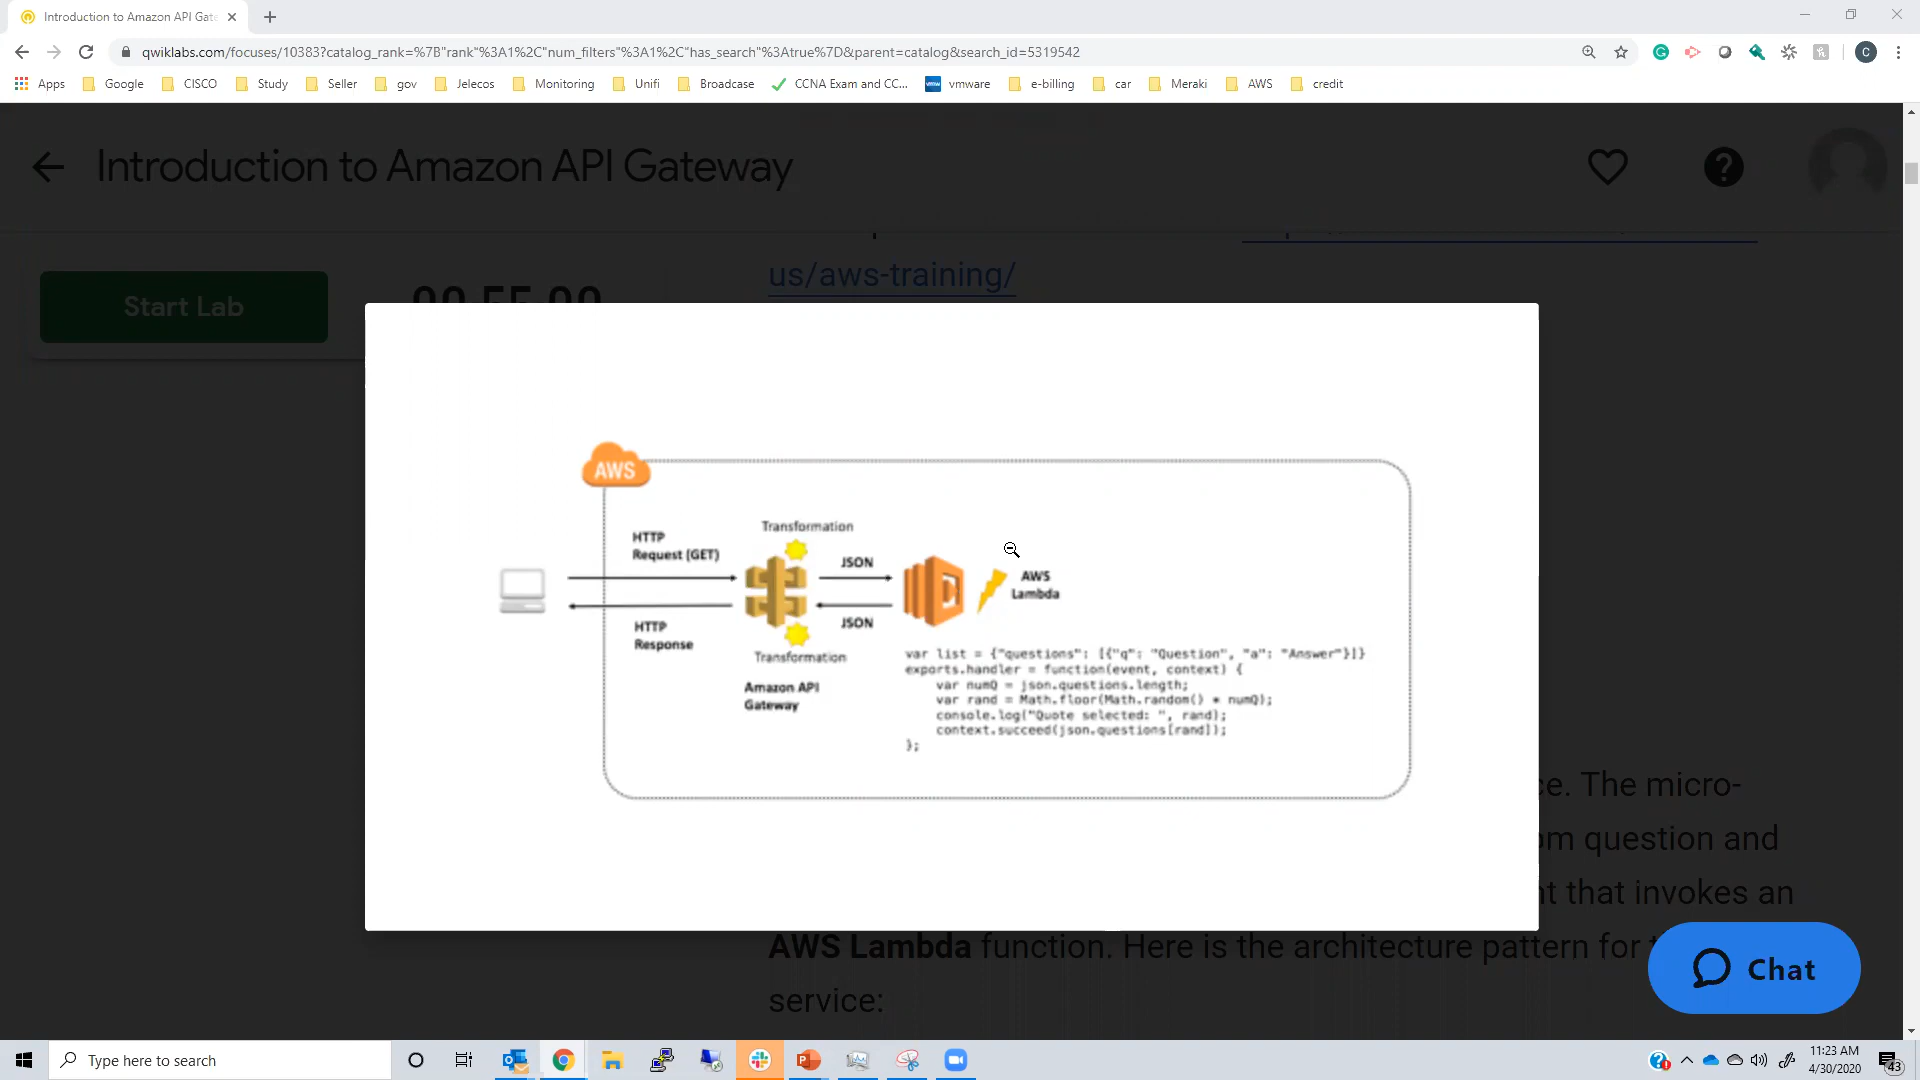 Introduction to Amazon API Gate
qwiklabs.com/focuses/10383?catalog_rank=%7B"rank"%3A1%2C"num_filters"%3A1%2C"has_search"%3Atrue%7D&parent=catalog&search_id=5319542
C
Apps Google CISCO Study Seller gov Jelecos Monitoring Unifi Broadcase CCNA Exam and CC... vmware e-billing car Meraki AWS credit
Introduction to Amazon API Gateway
us/aws-training/
Start Lab
AWS
Transformation
HTTP
Request (GET)
JSON
AWS
Lambda
JSON
HTTP
Response
Transformation
Amazon API
Gateway
var list = {"questions": [{"q": "Question", "a": "Answer"}]}
exports.handler = function(event, context) {
var numQ = json.questions.length;
var rand = Math.floor(Math.random() * numQ);
console.log("Quote selected: ", rand);
context.succeed(json.questions[rand]);
};
ce. The micro-
om question and
nt that invokes an
AWS Lambda function. Here is the architecture pattern for
service:
Chat
Type here to search
11:23 AM
4/30/2020
43